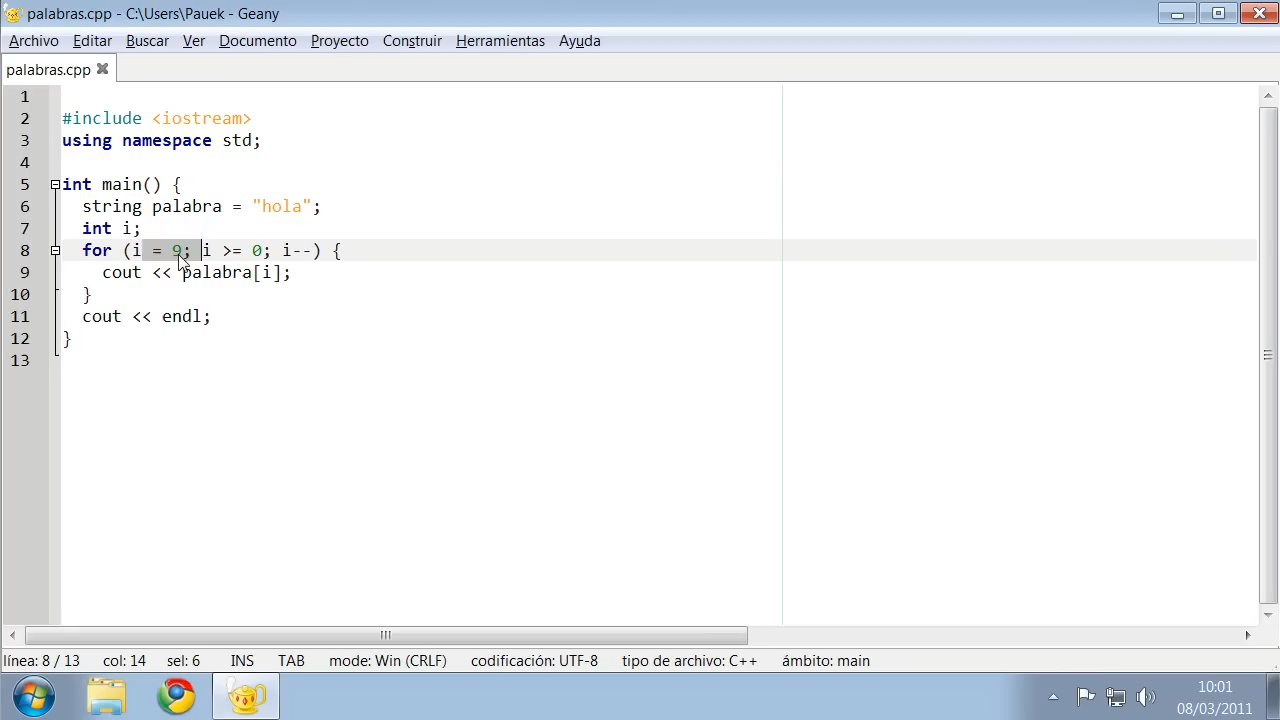 palabras.cpp - C:\Users\Pauek - Geany
Archivo Editar Buscar Ver Documento Proyecto Construir Herramientas Ayuda
palabras.cpp
1
2 #include <iostream>
3 using namespace std;
4
5 int main() {
6 string palabra = "hola";
7 int i;
8 for (i = 9; i >= 0; i--) {
9 cout << palabra[i];
10 }
11 cout << endl;
12 }
13
línea: 8 / 13 col: 14 sel: 6 INS TAB mode: Win (CRLF) codificación: UTF-8 tipo de archivo: C++ ámbito: main
10:01
08/03/2011